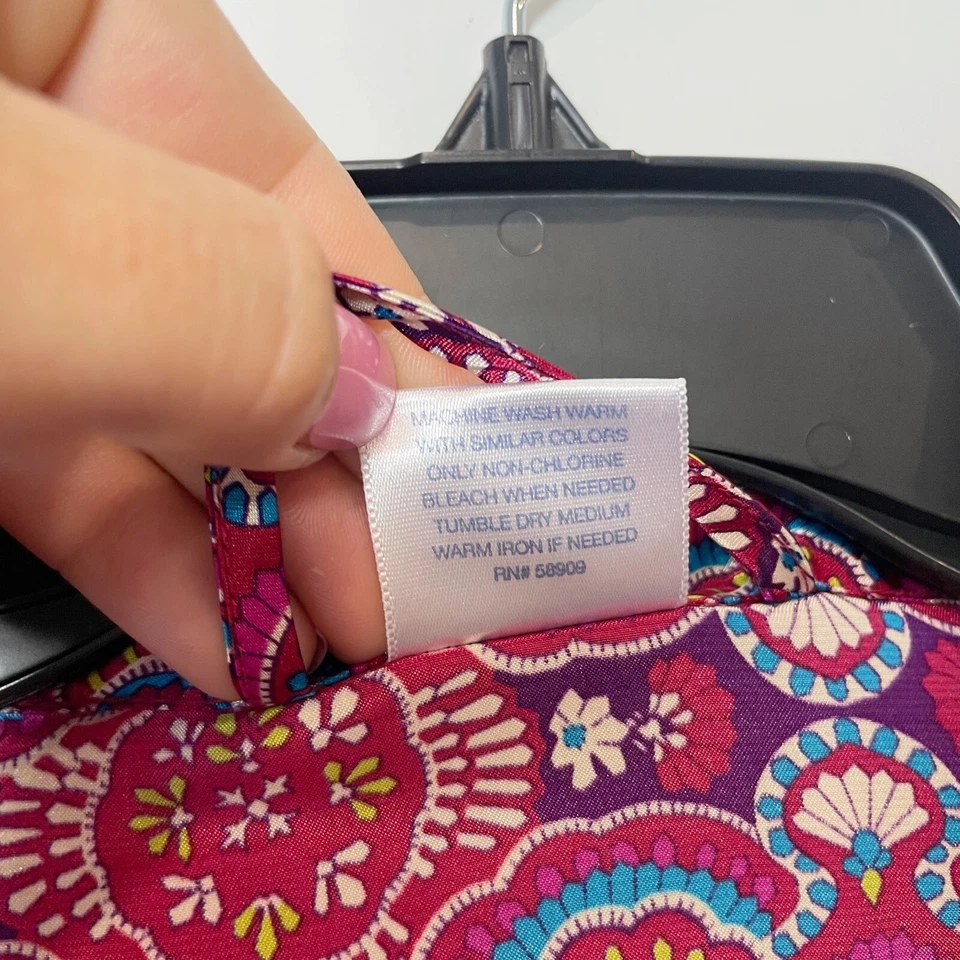 MACHINE WASH WARM
WITH SIMILAR COLORS
ONLY NON-CHLORINE
BLEACH WHEN NEEDED
TUMBLE DRY MEDIUM
WARM IRON IF NEEDED
RN# 58909